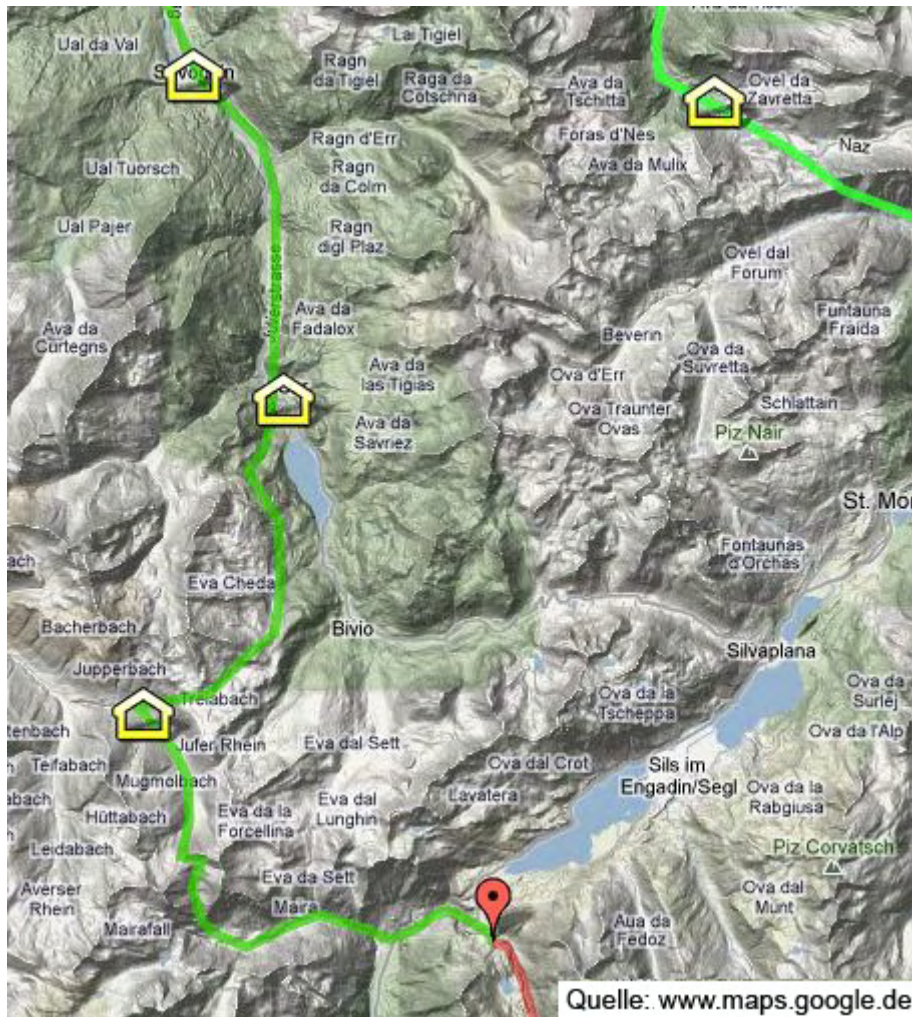 Ual da Val
Lai Tigiel
Ragn
da Tigiel
Raga da
Cotschna
Ava da
Tschitta
Ovel da
Zavretta
Ragn d'Err
Foras d'Nes
Naz
Ual Tuorsch
Ragn
da Colm
Ava da Mulix
Ual Pajer
Ragn
digl Plaz
Ovel dal
Forum
Ava da
Fadalox
Funtauna
Fraida
Ava da
Curtegns
Beverin
Ova da
Suvretta
Ava da
las Tigias
Ova d'Err
Schlattain
Ova Traunter
Ovas
Ava da
Savriez
Piz Nair
St. Mor
Fontaunas
d'Orchas
ach
Eva Cheda
Bacherbach
Bivio
Silvaplana
Jupperbach
Treiabach
Ova da la
Tscheppa
Ova da
Surlej
tenbach
Jufer Rhein
Eva dal Sett
Ova da l'Alp
Teifabach
Ova dal Crot
Sils im
Engadin/Segl
Mugmolbach
Ova da la
Rabgiusa
abach
Hüttabach
Eva da la
Forcellina
Eva dal
Lunghin
Lavatera
Leidabach
Piz Corvatsch
Averser
Rhein
Eva da Sett
Maira
Ova dal
Munt
Mairafall
Aua da
Fedoz
Quelle: www.maps.google.de